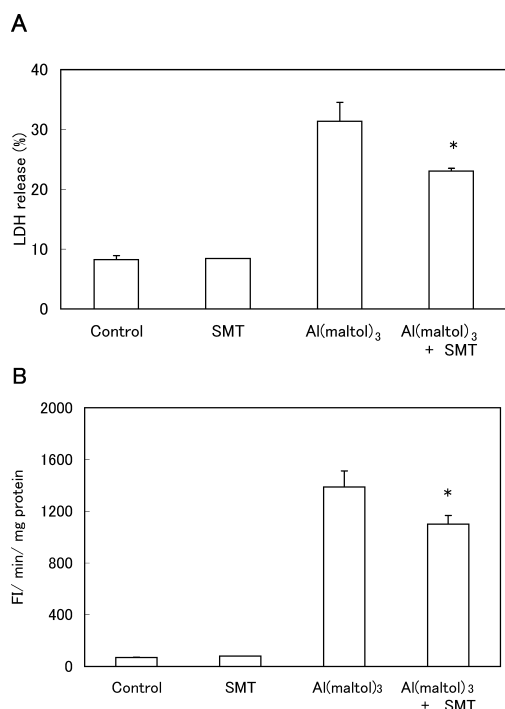 A
LDH release (%)
40
30
20
10
0
*
Control SMT Al(maltol)3 Al(maltol)3
+ SMT
B
FI/ min/ mg protein
2000
1600
1200
800
400
0
*
Control SMT Al(maltol)3 Al(maltol)3
+ SMT